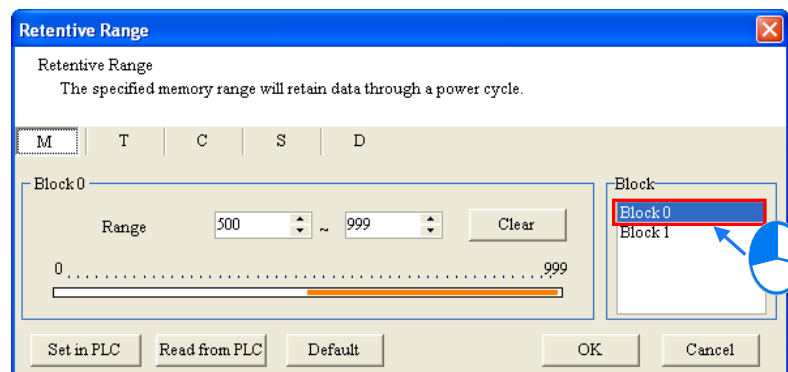 Retentive Range
Retentive Range
The specified memory range will retain data through a power cycle.
M T C S D
Block 0
Range 500 ~ 999 Clear
0 999
Block
Block 0
Block 1
Set in PLC Read from PLC Default OK Cancel